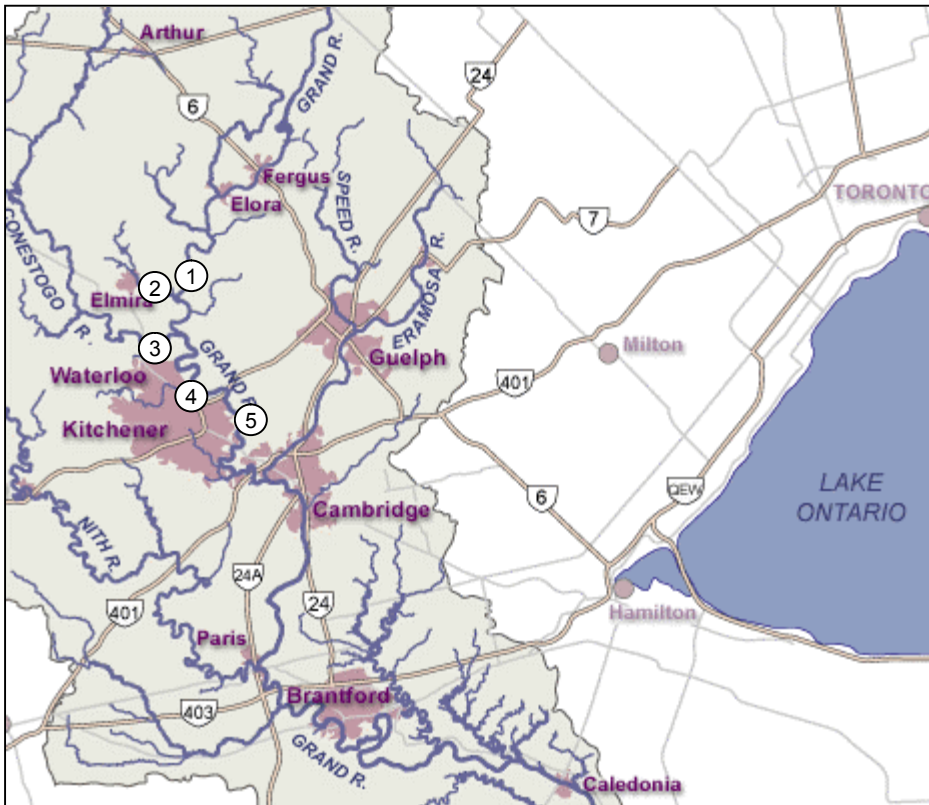 Arthur
GRAND R.
24
6
Fergus
SPEED R.
Elora
7
TORONTO
CONESTOGO R.
ERAMOSA R.
1
2
Elmira
3
GRAND R.
Milton
Guelph
Waterloo
401
4
5
Kitchener
LAKE
ONTARIO
6
QEW
Cambridge
NITH R.
24A
24
401
Hamilton
Paris
Brantford
403
GRAND R.
Caledonia